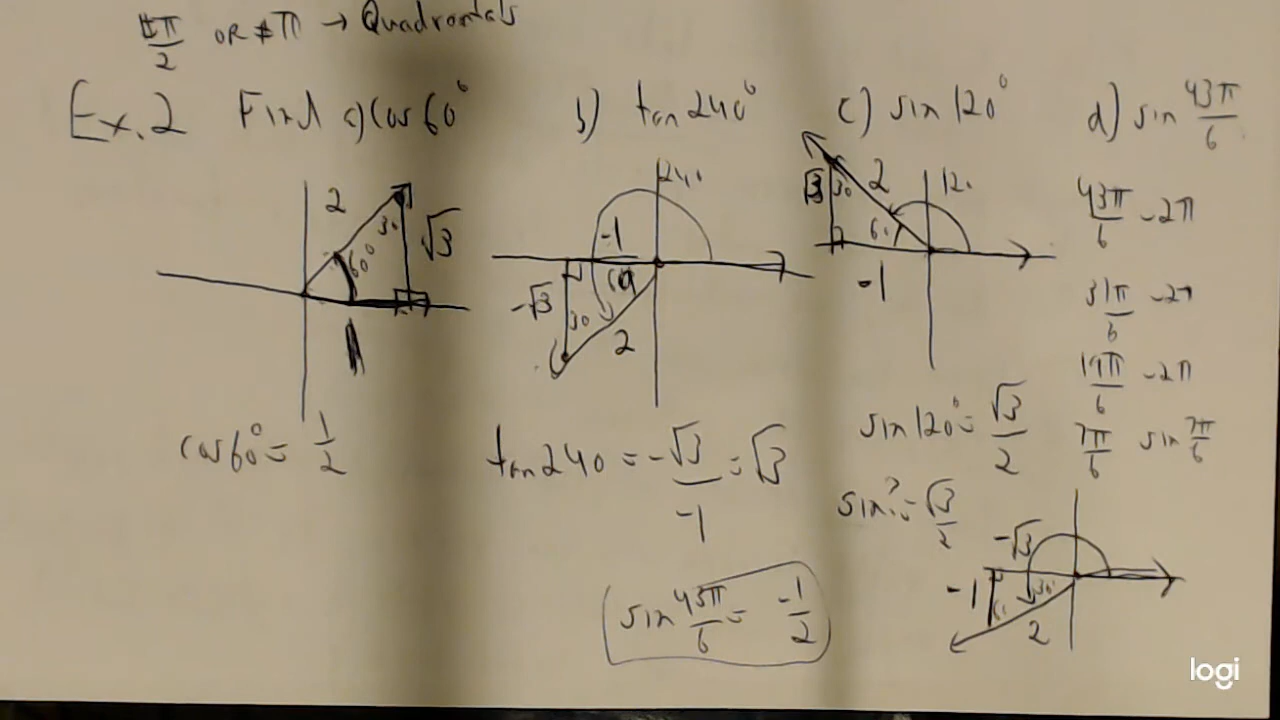 #π/2 OR #π → Quadrontals
Ex.2 Find a) Cos 60° b) tan 240° c) sin 120° d) sin 43π/6
2 30 60° √3 1
cos 60° = 1/2
240 -1 60 -√3 30 2
tan 240 = -√3/-1 = √3
120 √3 30 2 60 -1
sin 120° = √3/2
sin ? = √3/2
43π/6 - 2π
31π/6 - 2π
19π/6 - 2π
7π/6 sin 7π/6
-√3 -1 30 60 2
sin 43π/6 = -1/2
logi